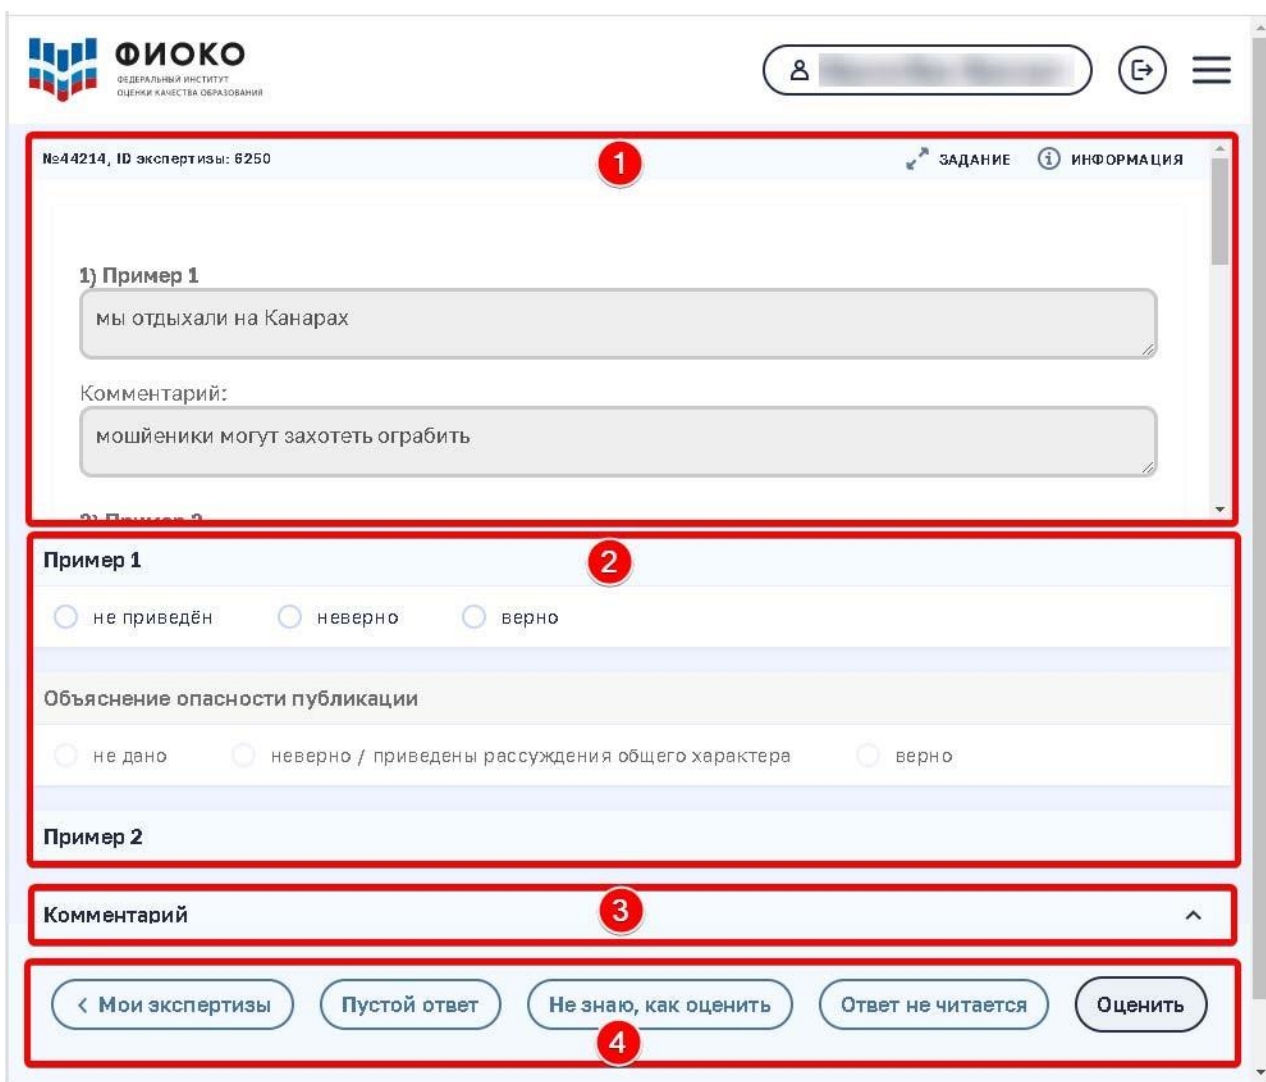 ФИОКО
ФЕДЕРАЛЬНЫЙ ИНСТИТУТ
ОЦЕНКИ КАЧЕСТВА ОБРАЗОВАНИЯ
№44214, ID экспертизы: 6250 1 ЗАДАНИЕ ИНФОРМАЦИЯ
1) Пример 1
мы отдыхали на Канарах
Комментарий:
мошйеники могут захотеть ограбить
2) Пример 2
2
Пример 1
не приведён неверно верно
Объяснение опасности публикации
не дано неверно / приведены рассуждения общего характера верно
Пример 2
Комментарий 3
< Мои экспертизы Пустой ответ Не знаю, как оценить Ответ не читается Оценить
4